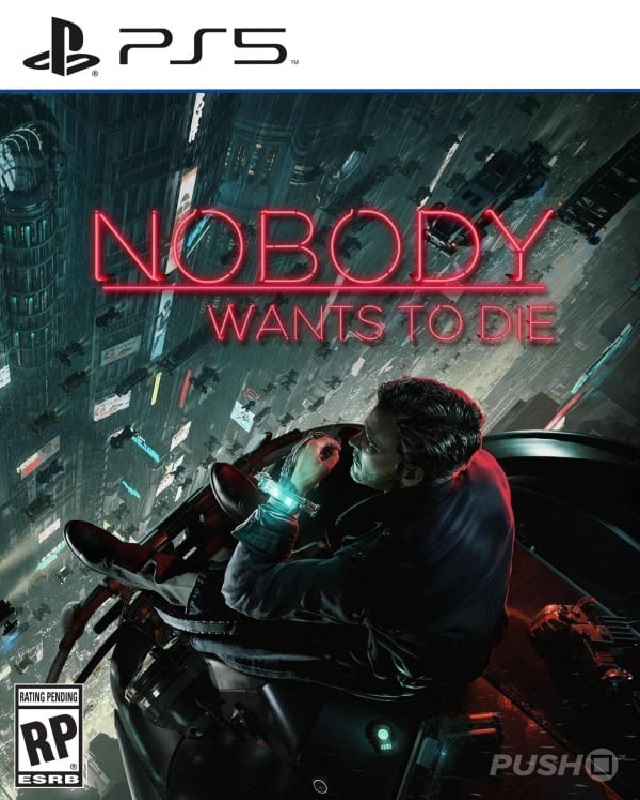 PS5
NOBODY
WANTS TO DIE
RATING PENDING
RP
ESRB
PUSH